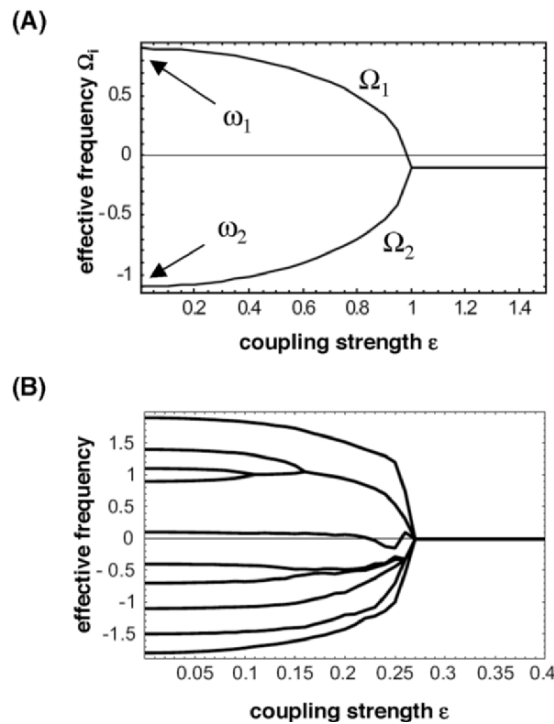 (A)
effective frequency Ωi
0.5
0
-0.5
-1
ω1
Ω1
ω2
Ω2
0.2 0.4 0.6 0.8 1 1.2 1.4
coupling strength ε
(B)
effective frequency
1.5
1
0.5
0
-0.5
-1
-1.5
0.05 0.1 0.15 0.2 0.25 0.3 0.35 0.4
coupling strength ε